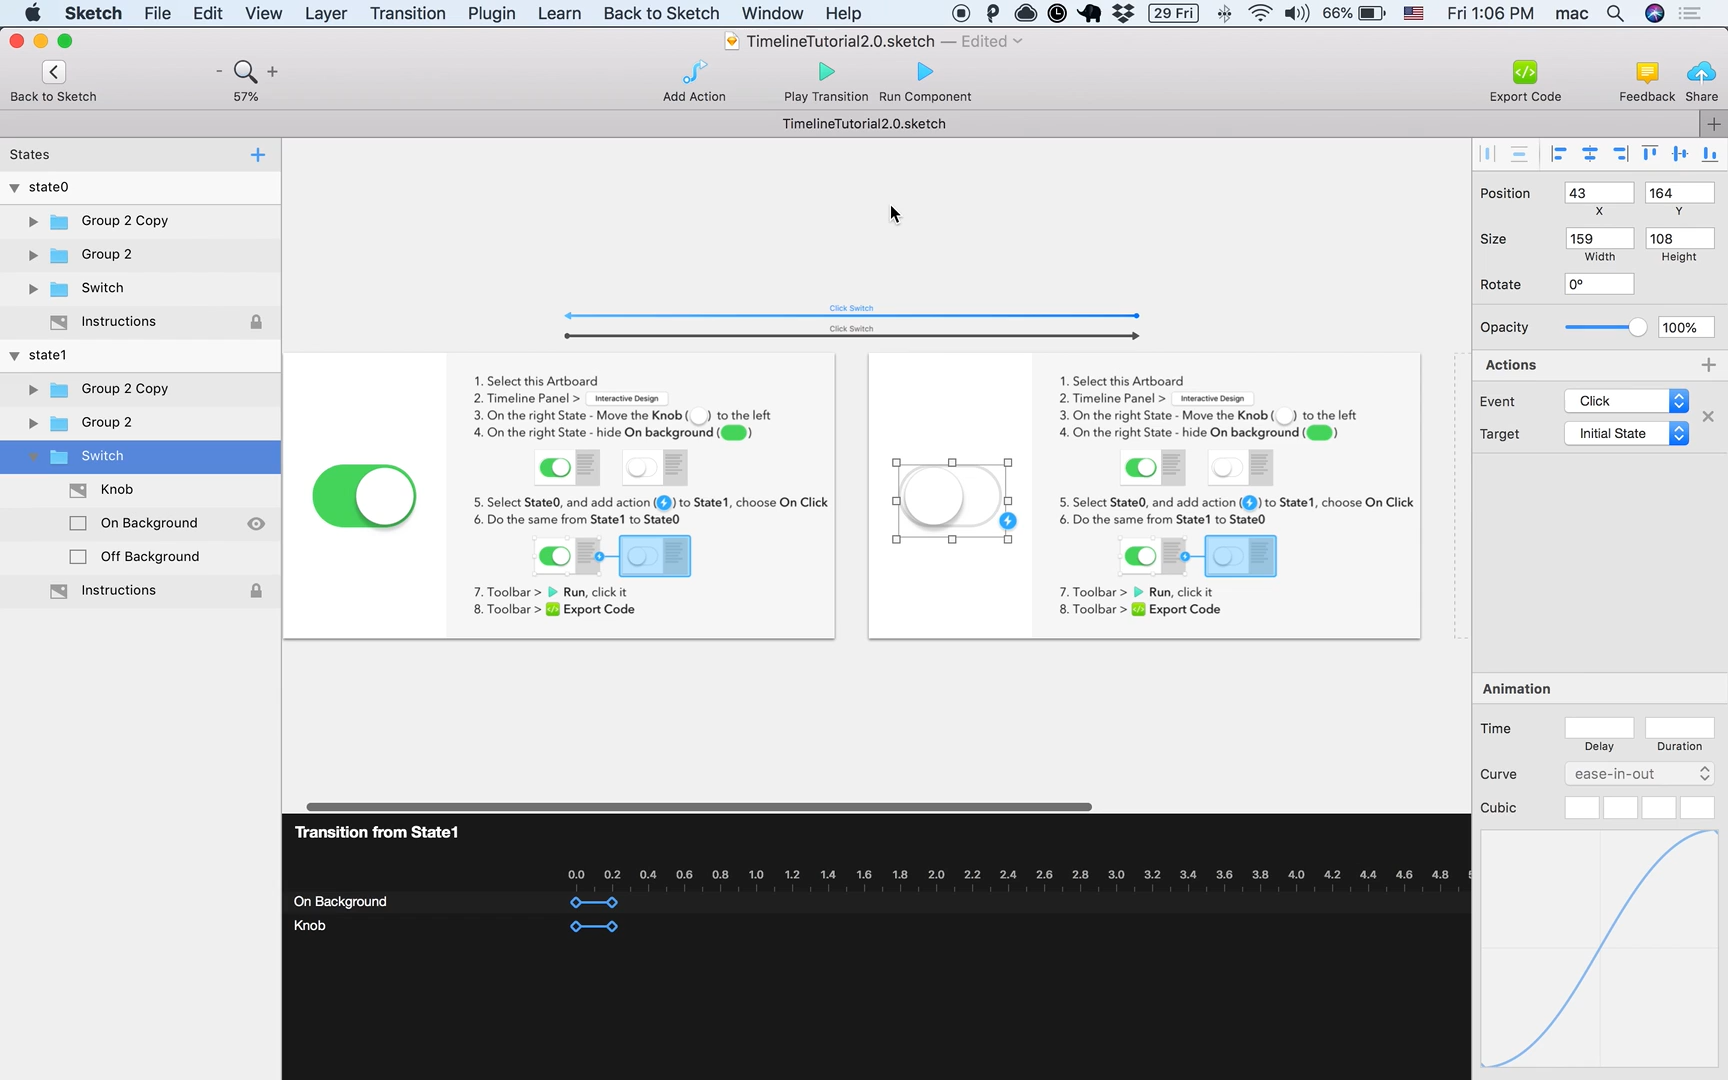 Sketch File Edit View Layer Transition Plugin Learn Back to Sketch Window Help 29 Fri 66% Fri 1:06 PM mac
TimelineTutorial2.0.sketch — Edited
Back to Sketch
- +
57%
Add Action
Play Transition
Run Component
Export Code
Feedback
Share
TimelineTutorial2.0.sketch
+
States +
state0
Group 2 Copy
Group 2
Switch
Instructions
state1
Group 2 Copy
Group 2
Switch
Knob
On Background
Off Background
Instructions
Click Switch
Click Switch
1. Select this Artboard
2. Timeline Panel > Interactive Design
3. On the right State - Move the Knob ( ) to the left
4. On the right State - hide On background ( )
5. Select State0, and add action ( ) to State1, choose On Click
6. Do the same from State1 to State0
7. Toolbar > Run, click it
8. Toolbar > </> Export Code
1. Select this Artboard
2. Timeline Panel > Interactive Design
3. On the right State - Move the Knob ( ) to the left
4. On the right State - hide On background ( )
5. Select State0, and add action ( ) to State1, choose On Click
6. Do the same from State1 to State0
7. Toolbar > Run, click it
8. Toolbar > </> Export Code
Position 43 164
X Y
Size 159 108
Width Height
Rotate 0º
Opacity 100%
Actions +
Event Click
Target Initial State
Animation
Time
Delay Duration
Curve ease-in-out
Cubic
Transition from State1
0.0 0.2 0.4 0.6 0.8 1.0 1.2 1.4 1.6 1.8 2.0 2.2 2.4 2.6 2.8 3.0 3.2 3.4 3.6 3.8 4.0 4.2 4.4 4.6 4.8
On Background
Knob